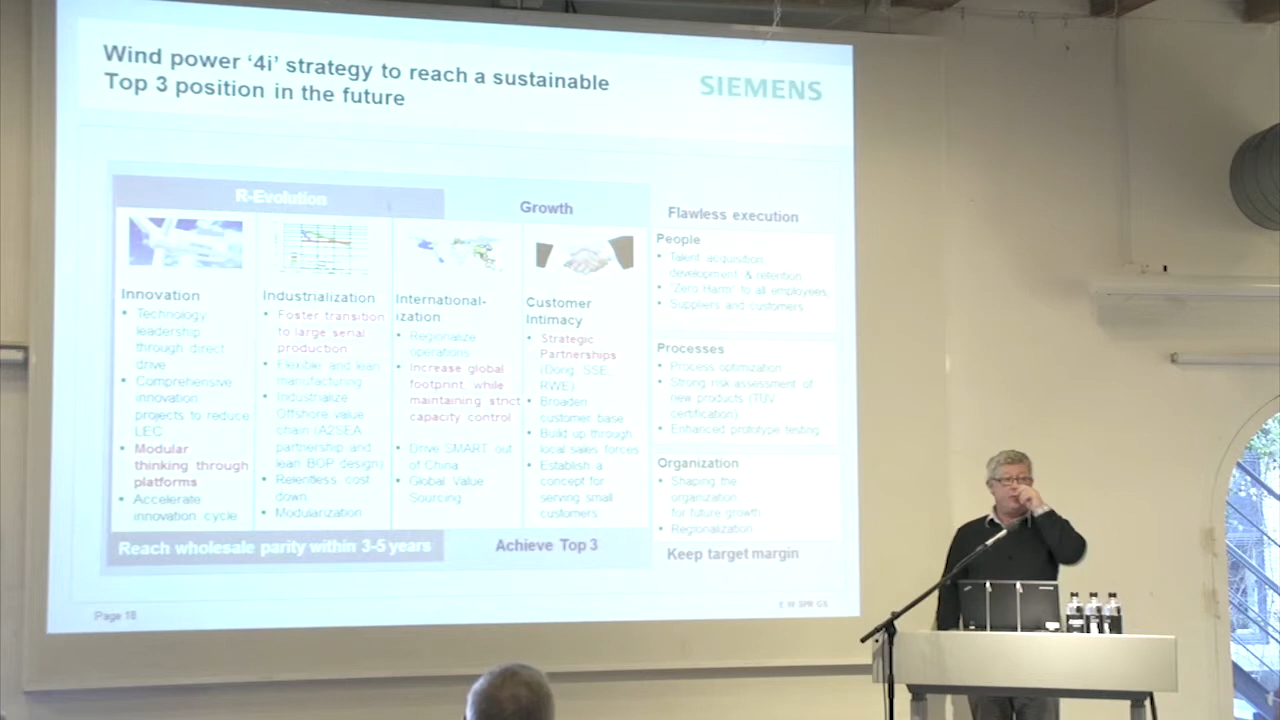 Wind power ‘4i’ strategy to reach a sustainable
Top 3 position in the future
SIEMENS
R-Evolution
Growth
Flawless execution
Innovation
• Technology
leadership
through direct
drive
• Comprehensive
innovation
projects to reduce
LEC
• Modular
thinking through
platforms
• Accelerate
innovation cycle
Industrialization
• Foster transition
to large serial
production
• Flexible and lean
manufacturing
• Industrialize
Offshore value
chain (A2SEA
partnership and
lean BOP design)
• Relentless cost
down
• Modularization
International-
ization
• Regionalize
operations
• Increase global
footprint, while
maintaining strict
capacity control
• Drive SMART out
of China
• Global Value
Sourcing
Customer
Intimacy
• Strategic
Partnerships
(Dong, SSE,
RWE)
• Broaden
customer base
• Build up through
local sales forces
• Establish a
concept for
serving small
customers
People
• Talent acquisition,
development & retention
• "Zero Harm" to all employees,
• Suppliers and customers
Processes
• Process optimization
• Strong risk assessment of
new products (TÜV
certification)
• Enhanced prototype testing
Organization
• Shaping the
organization
for future growth
• Regionalization
Reach wholesale parity within 3-5 years
Achieve Top 3
Keep target margin
Page 18
E W SPR GS